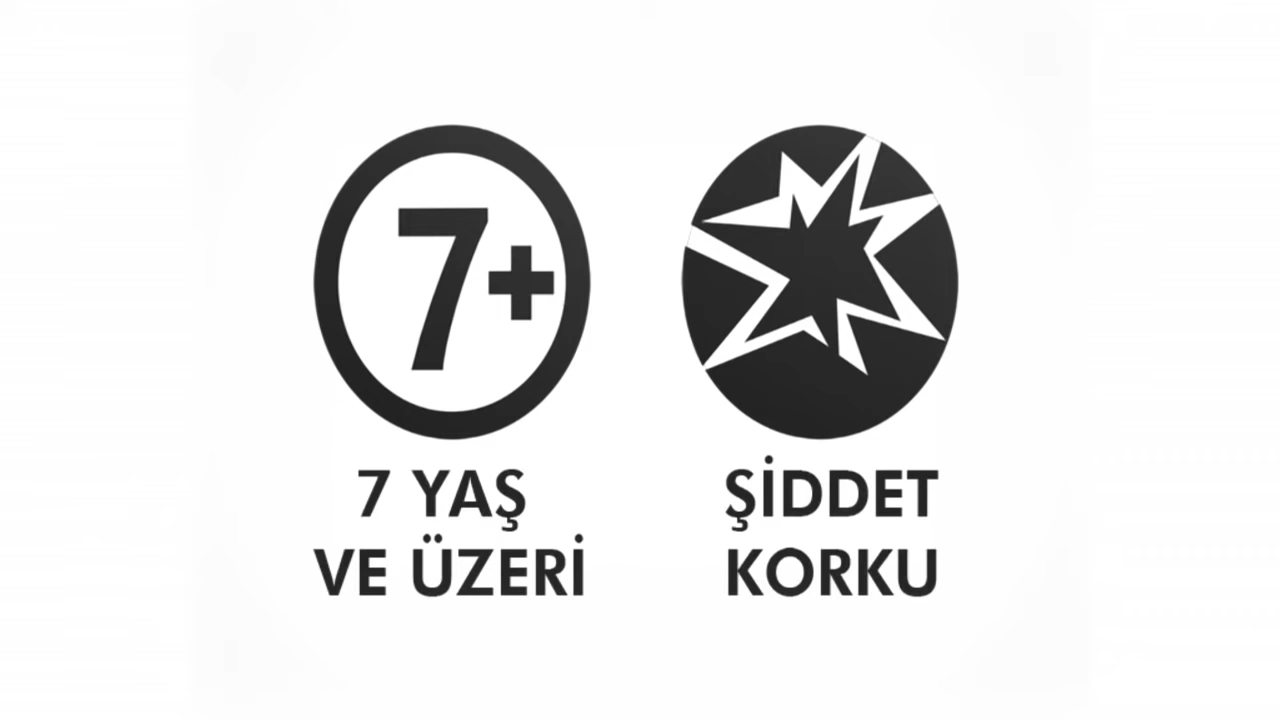 7+
7 YAŞ
VE ÜZERİ
ŞİDDET
KORKU